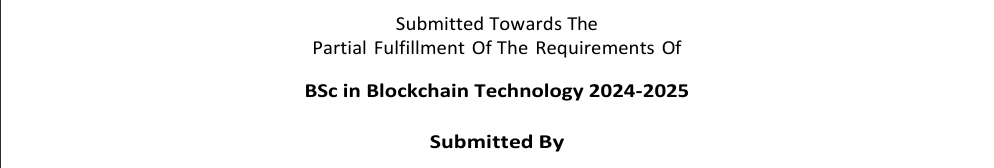 Submitted Towards The
Partial Fulfillment Of The Requirements Of
BSc in Blockchain Technology 2024-2025
Submitted By